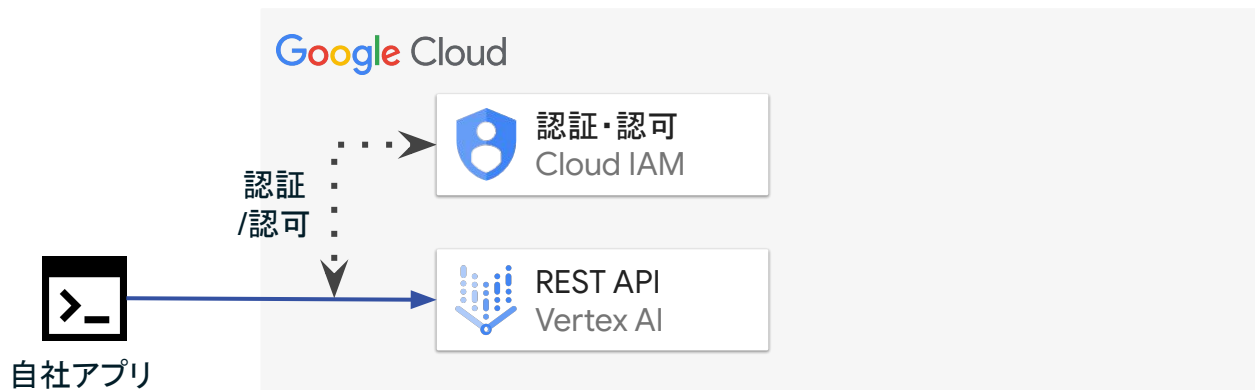 Google Cloud
認証・認可
Cloud IAM
認証
/認可
REST API
Vertex AI
自社アプリ